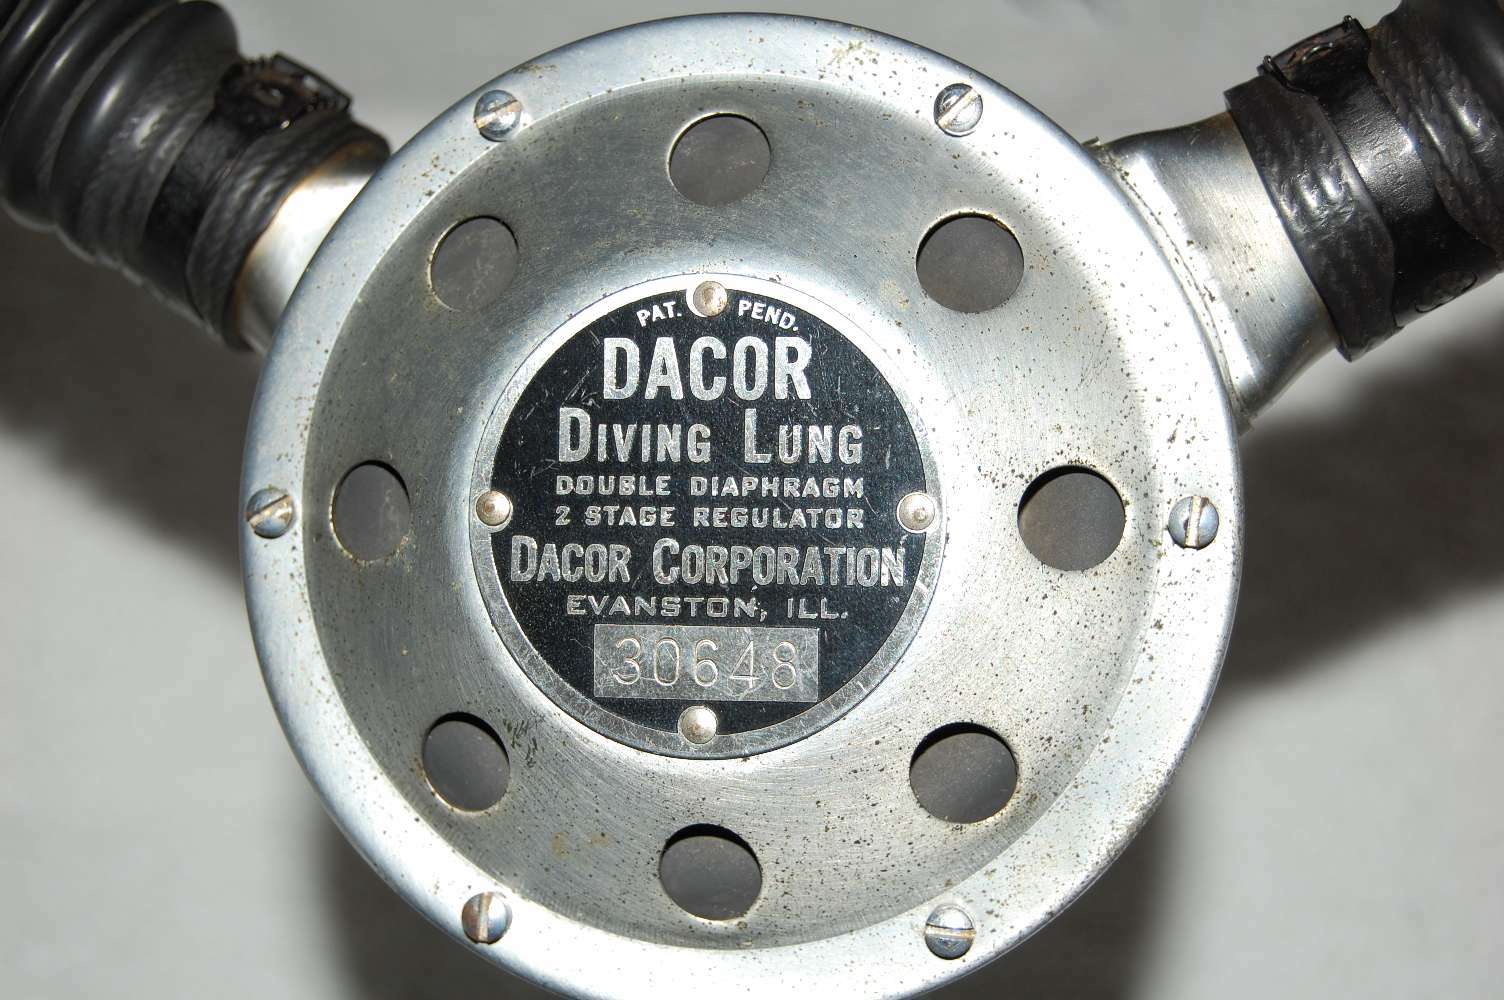 PAT. PEND.
DACOR
DIVING LUNG
DOUBLE DIAPHRAGM
2 STAGE REGULATOR
DACOR CORPORATION
EVANSTON, ILL.
30648